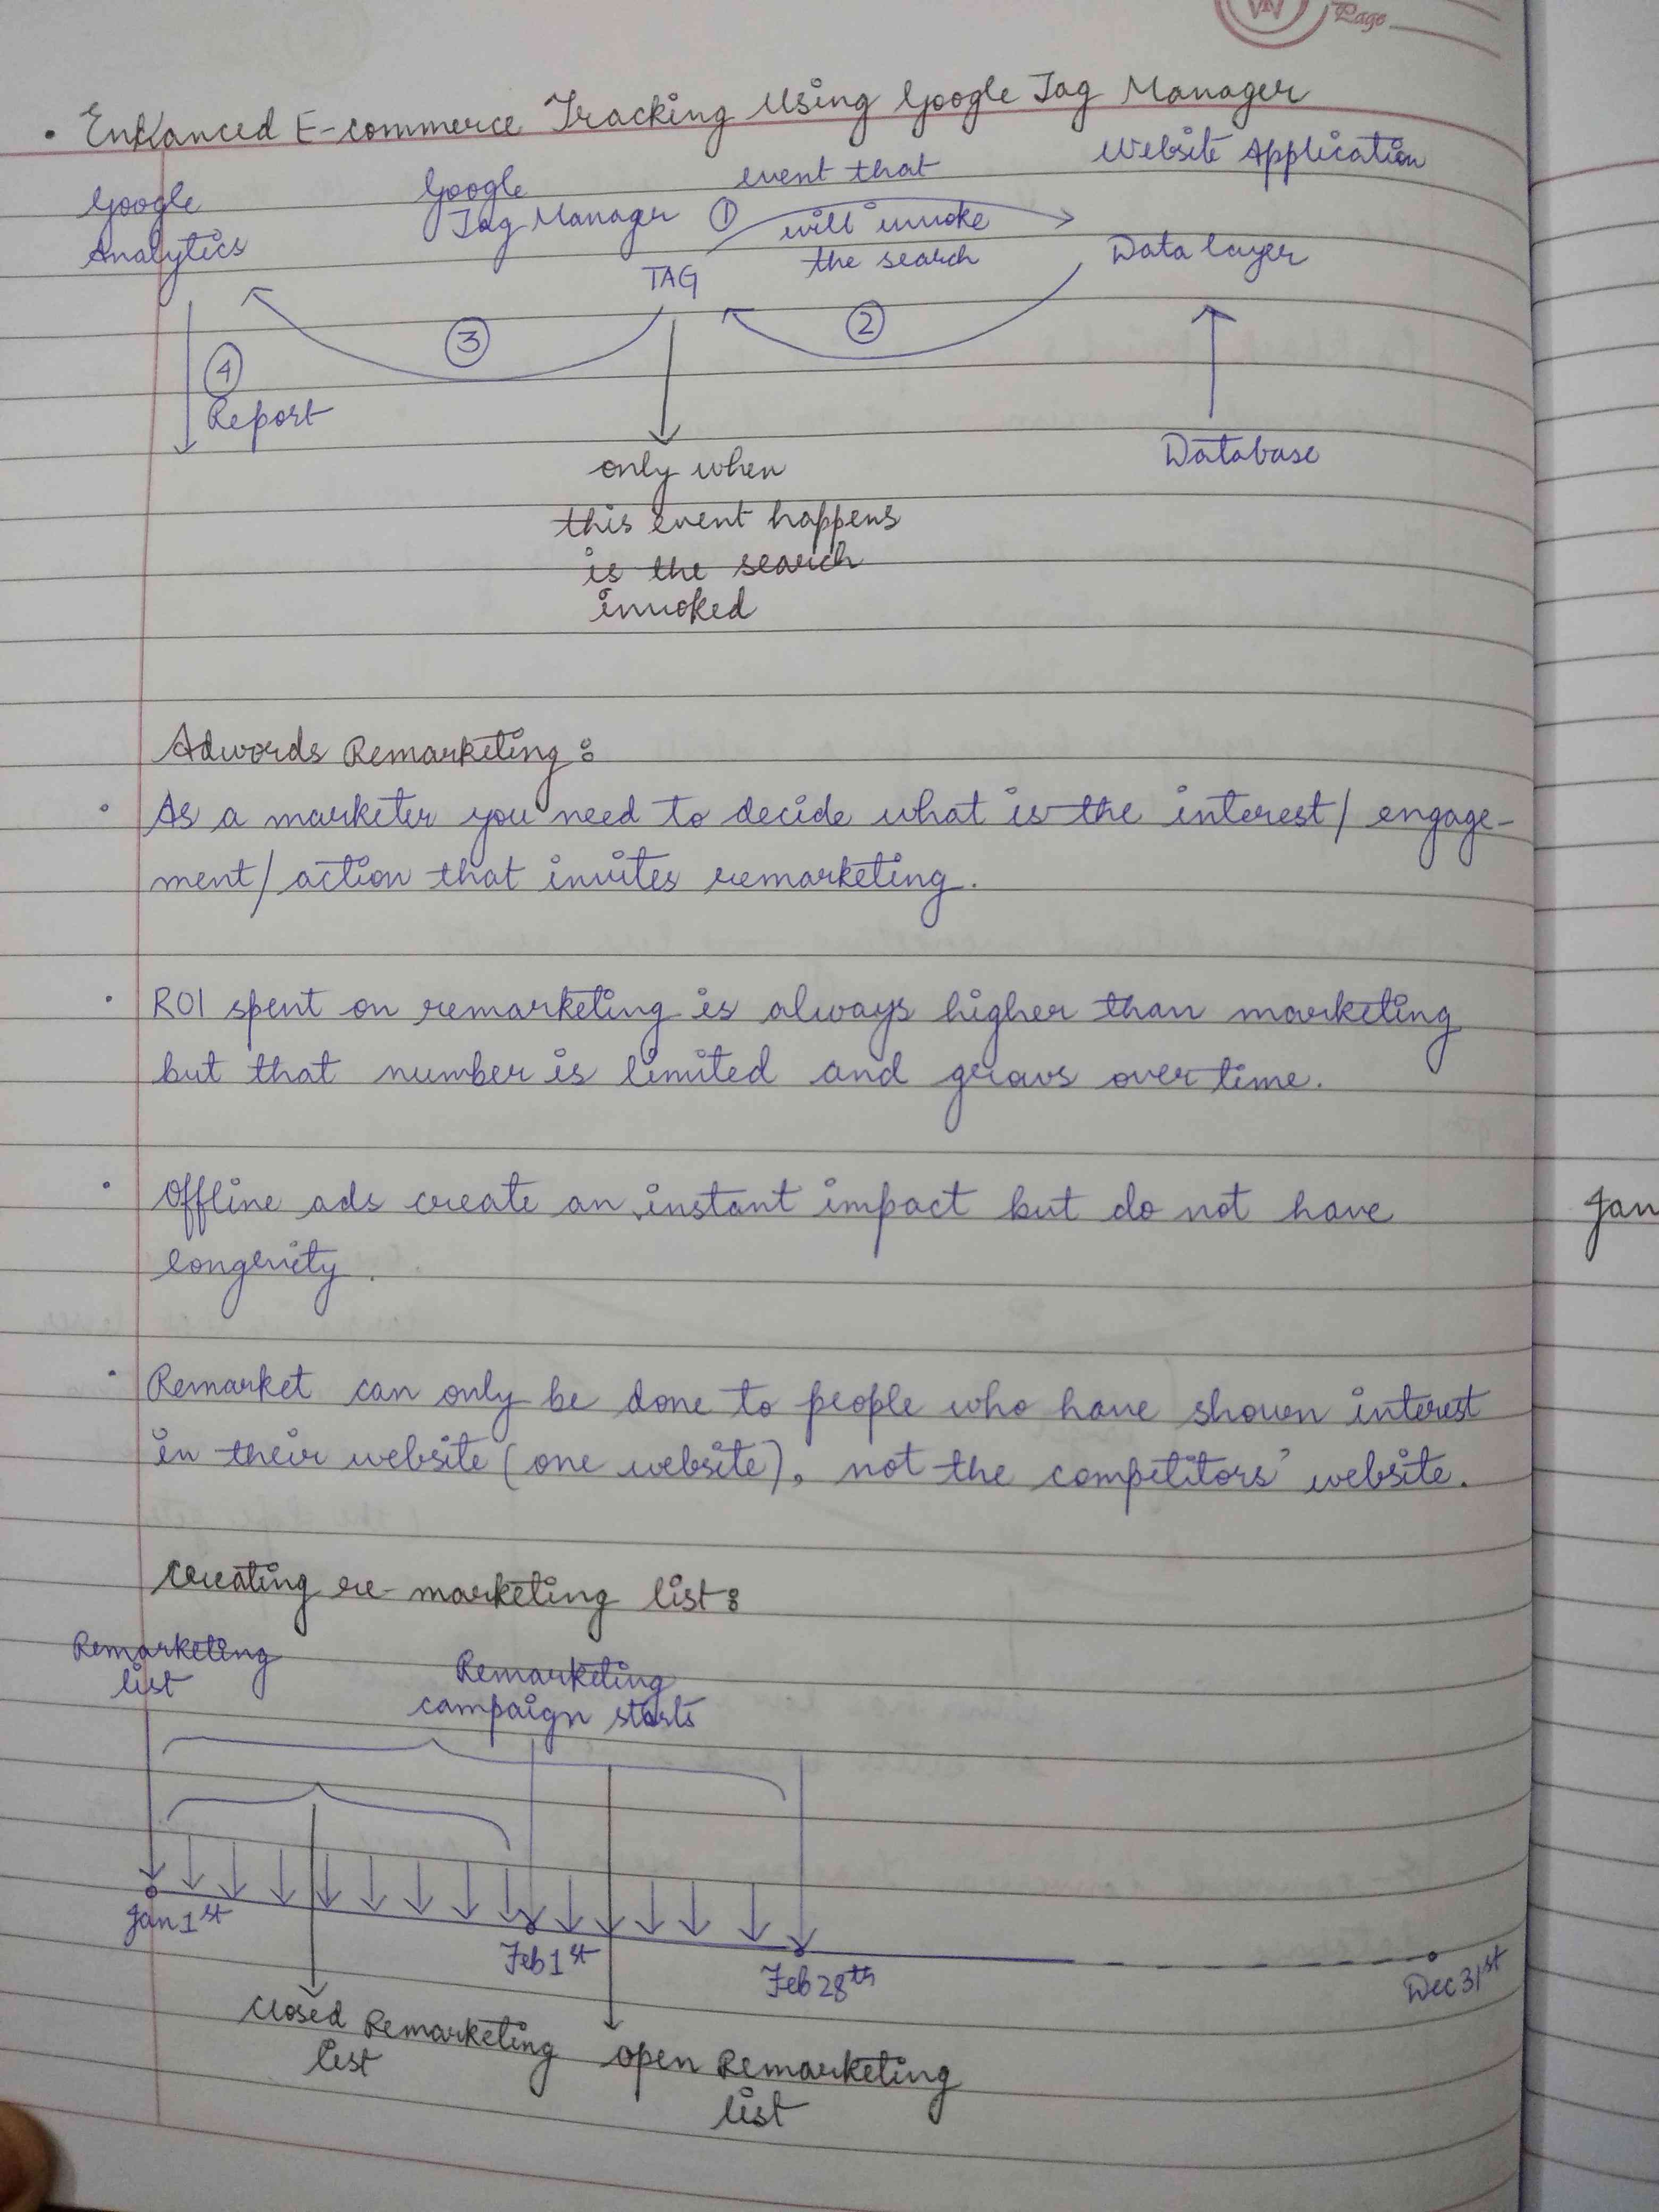 VN
Page
• Enhanced E-commerce Tracking Using Google Tag Manager
Website Application
Google
Analytics
Google
Tag Manager
①
event that
will invoke
the search
Data layer
TAG
②
③
④
Report
Database
only when
this event happens
is the search
invoked
Adwords Remarketing :
• As a marketer you need to decide what is the interest/ engage-
ment/ action that invites remarketing.
• ROI spent on remarketing is always higher than marketing
but that number is limited and grows over time.
• Offline ads create an instant impact but do not have
longevity.
• Remarket can only be done to people who have shown interest
in their website (one website), not the competitors' website.
Creating re-marketing list:
Remarketing
list
Remarketing
campaign starts
Jan 1st
Feb 1st
Feb 28th
Dec 31st
Closed Remarketing
list
open Remarketing
list
Jan